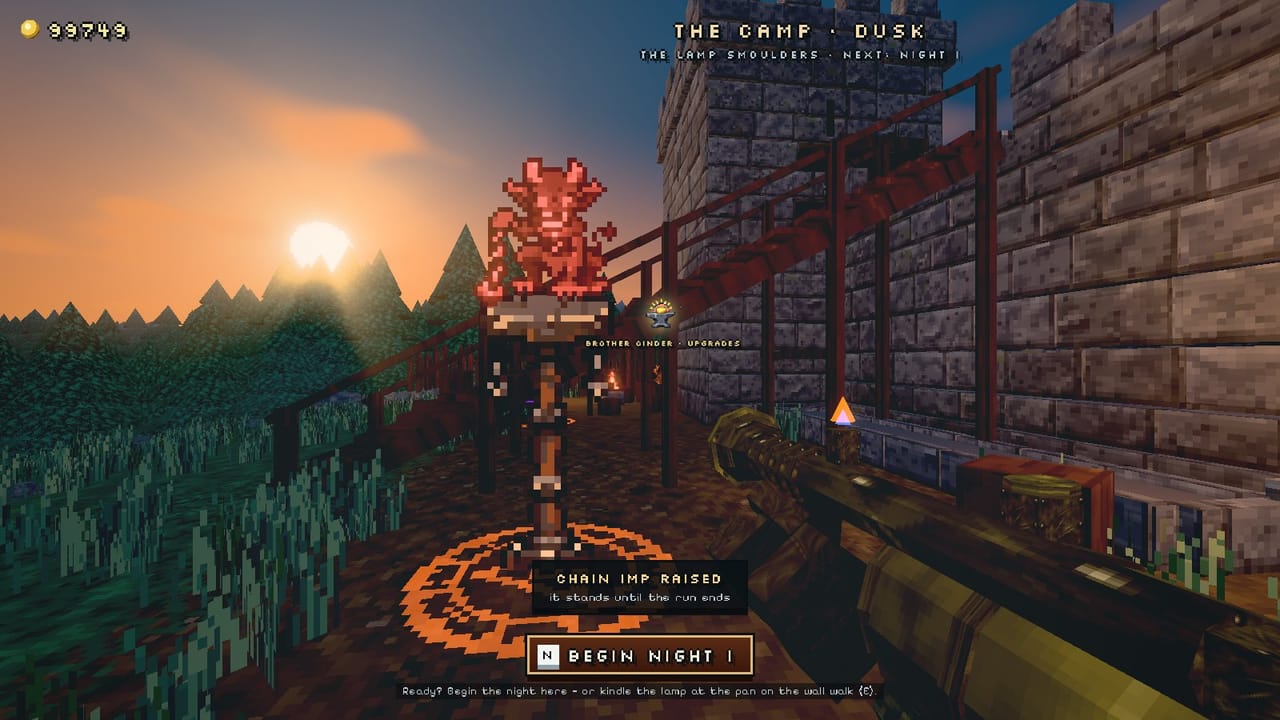 99749
THE CAMP · DUSK
THE LAMP SMOULDERS · NEXT: NIGHT I
BROTHER CINDER · UPGRADES
CHAIN IMP RAISED
it stands until the run ends
N BEGIN NIGHT I
Ready? Begin the night here - or kindle the lamp at the pan on the wall walk (E).